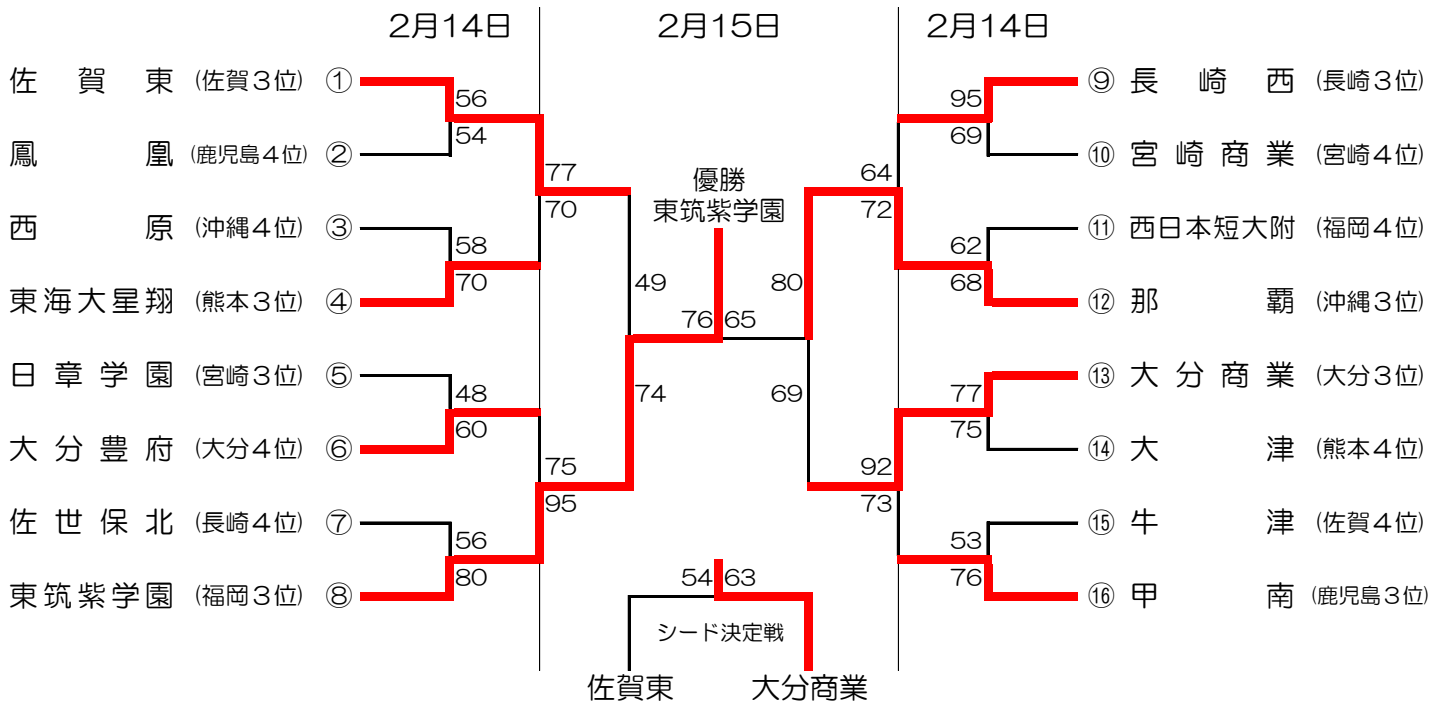 2月14日
2月15日
2月14日
佐賀東 (佐賀3位) ①
鳳凰 (鹿児島4位) ②
西原 (沖縄4位) ③
東海大星翔 (熊本3位) ④
日章学園 (宮崎3位) ⑤
大分豊府 (大分4位) ⑥
佐世保北 (長崎4位) ⑦
東筑紫学園 (福岡3位) ⑧
56
54
58
70
48
60
56
80
77
70
75
95
49
74
優勝
東筑紫学園
76 65
80
69
64
72
92
73
95
69
62
68
77
75
53
76
⑨ 長崎西 (長崎3位)
⑩ 宮崎商業 (宮崎4位)
⑪ 西日本短大附 (福岡4位)
⑫ 那覇 (沖縄3位)
⑬ 大分商業 (大分3位)
⑭ 大津 (熊本4位)
⑮ 牛津 (佐賀4位)
⑯ 甲南 (鹿児島3位)
54 63
シード決定戦
佐賀東 大分商業